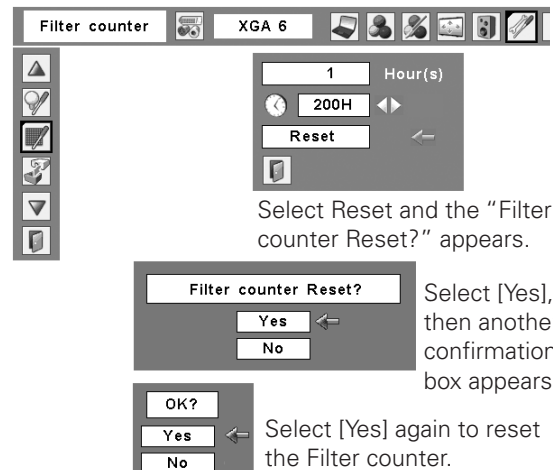 Filter counter XGA 6
1 Hour(s)
200H
Reset
Select Reset and the “Filter
counter Reset?” appears.
Filter counter Reset?
Yes
No
Select [Yes],
then anothe
confirmation
box appears
OK?
Yes
No
Select [Yes] again to reset
the Filter counter.